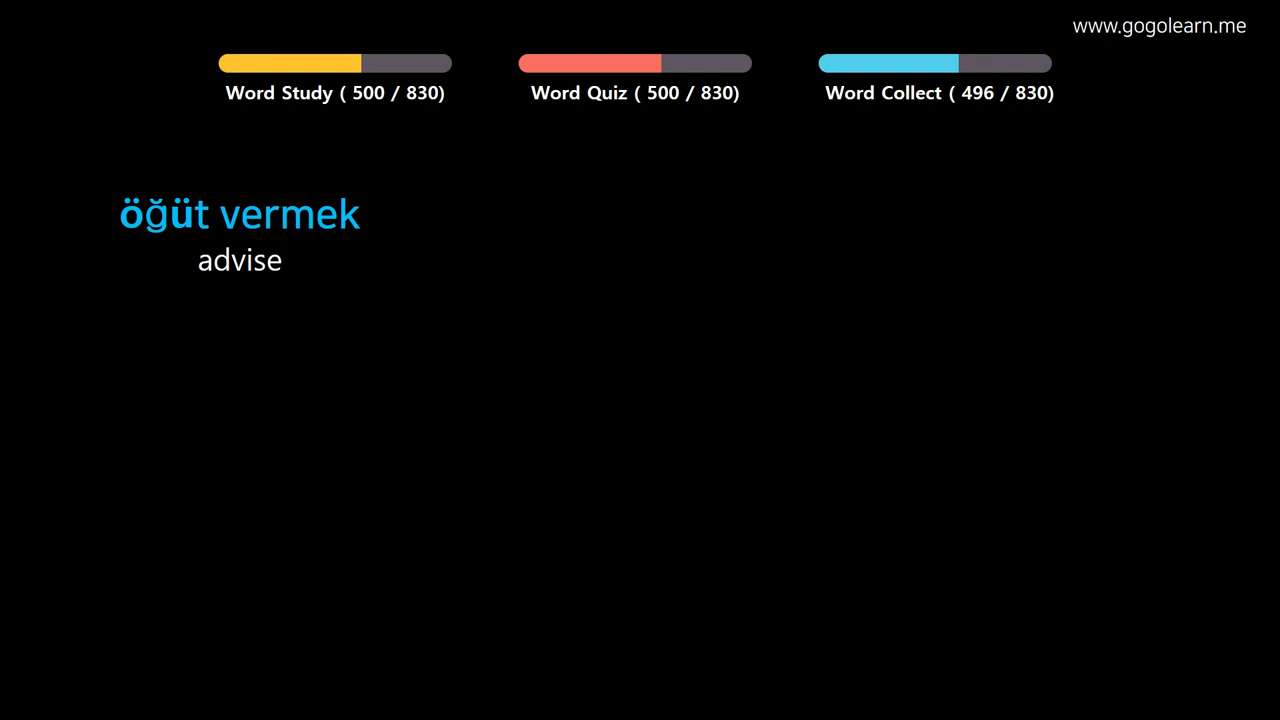 www.gogolearn.me
Word Study ( 500 / 830)
Word Quiz ( 500 / 830)
Word Collect ( 496 / 830)
öğüt vermek
advise